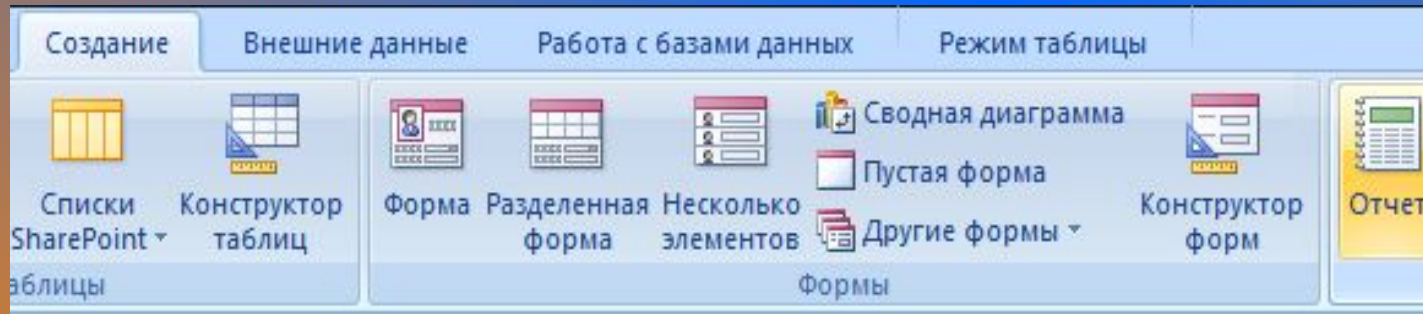 Создание Внешние данные Работа с базами данных Режим таблицы
Списки
SharePoint
Конструктор
таблиц
Форма
Разделенная
форма
Несколько
элементов
Сводная диаграмма
Пустая форма
Другие формы
Конструктор
форм
Отчет
аблицы
Формы